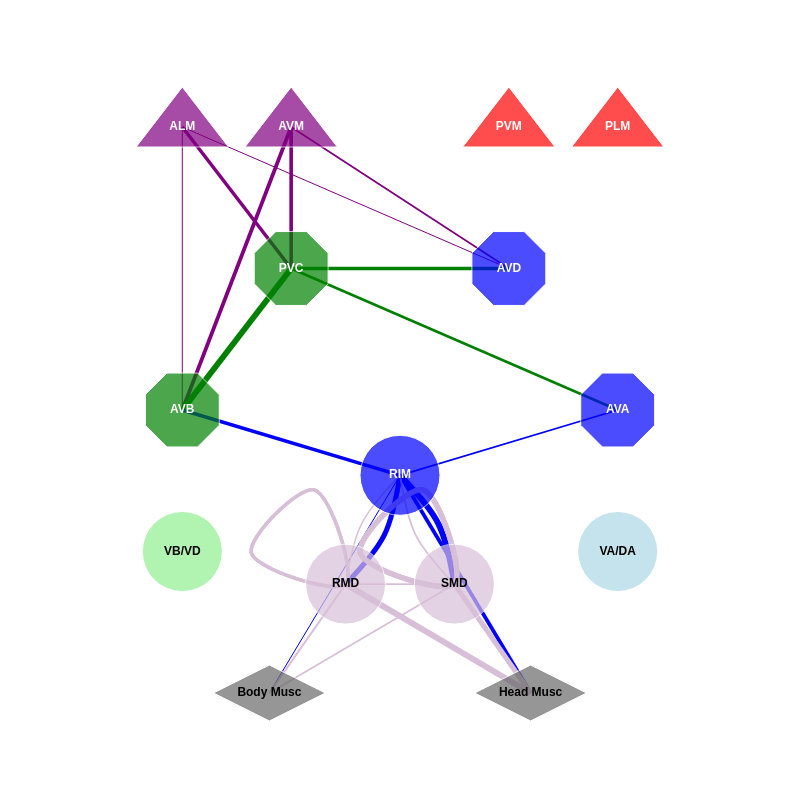 ALM
AVM
PVM
PLM
PVC
AVD
AVB
AVA
RIM
VB/VD
VA/DA
RMD
SMD
Body Musc
Head Musc